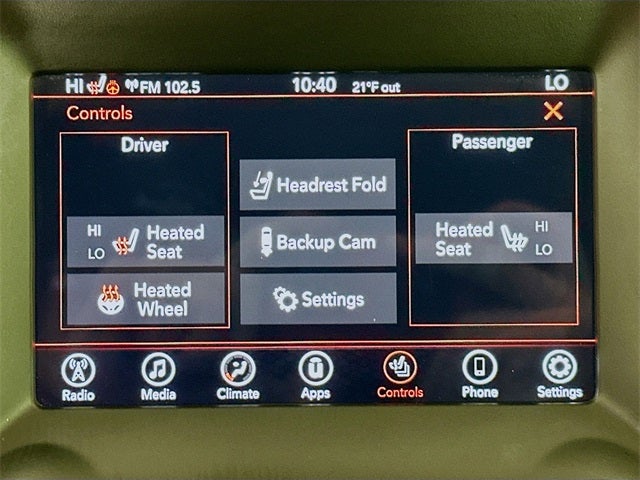 HI FM 102.5 10:40 21°F out LO
Controls
Driver
HI
LO
Heated
Seat
Heated
Wheel
Headrest Fold
Backup Cam
Settings
Passenger
Heated
Seat
HI
LO
Radio Media Climate Apps Controls Phone Settings